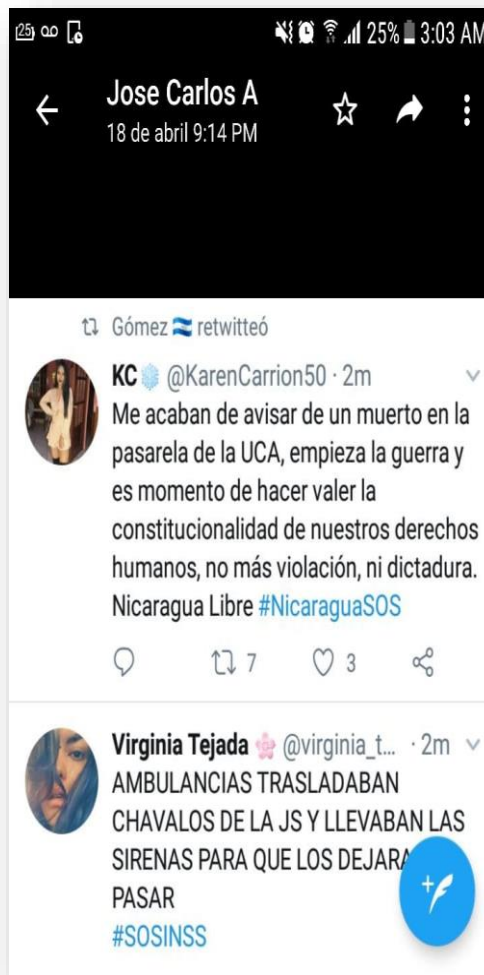 25 25% 3:03 AM
Jose Carlos A
18 de abril 9:14 PM
Gómez retwitteó
KC @KarenCarrion50 · 2m
Me acaban de avisar de un muerto en la
pasarela de la UCA, empieza la guerra y
es momento de hacer valer la
constitucionalidad de nuestros derechos
humanos, no más violación, ni dictadura.
Nicaragua Libre #NicaraguaSOS
7 3
Virginia Tejada @virginia_t... · 2m
AMBULANCIAS TRASLADABAN
CHAVALOS DE LA JS Y LLEVABAN LAS
SIRENAS PARA QUE LOS
PASAR
#SOSINSS